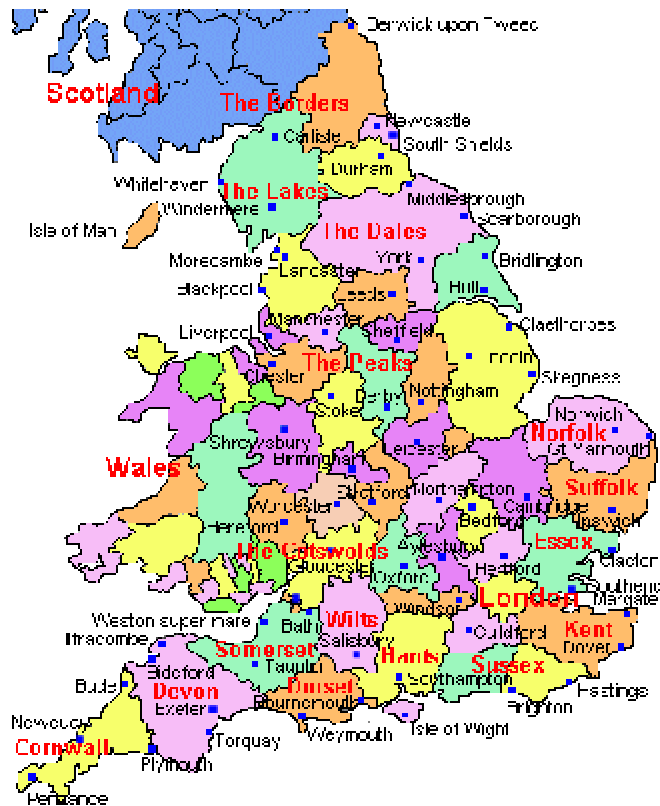 Berwick upon Tweed
Scotland
The Borders
Newcastle
Carlisle
South Shields
Durham
Whitehaven
The Lakes
Middlesbrough
Windermere
Scarborough
Isle of Man
The Dales
Morecambe
York
Bridlington
Lancaster
Blackpool
Leeds
Hull
Manchester
Claethorpes
Liverpool
Sheffield
The Peaks
Lincoln
Chester
Skegness
Derby
Nottingham
Stoke
Norwich
Shrewsbury
Norfolk
Leicester
Gt Yarmouth
Birmingham
Wales
Suffolk
Northampton
Worcester
Stratford
Cambridge
Bedford
Ipswich
Hereford
The Cotswolds
Aylesbury
Essex
Gloucester
Hertford
Clacton
Oxford
Southend
London
Windsor
Margate
Weston super mare
Bath
Wilts
Kent
Guildford
Ilfracombe
Salisbury
Dover
Somerset
Hants
Sussex
Taunton
Bideford
Southampton
Bude
Devon
Dorset
Hastings
Exeter
Bournemouth
Brighton
Newquay
Weymouth
Isle of Wight
Torquay
Cornwall
Plymouth
Penzance